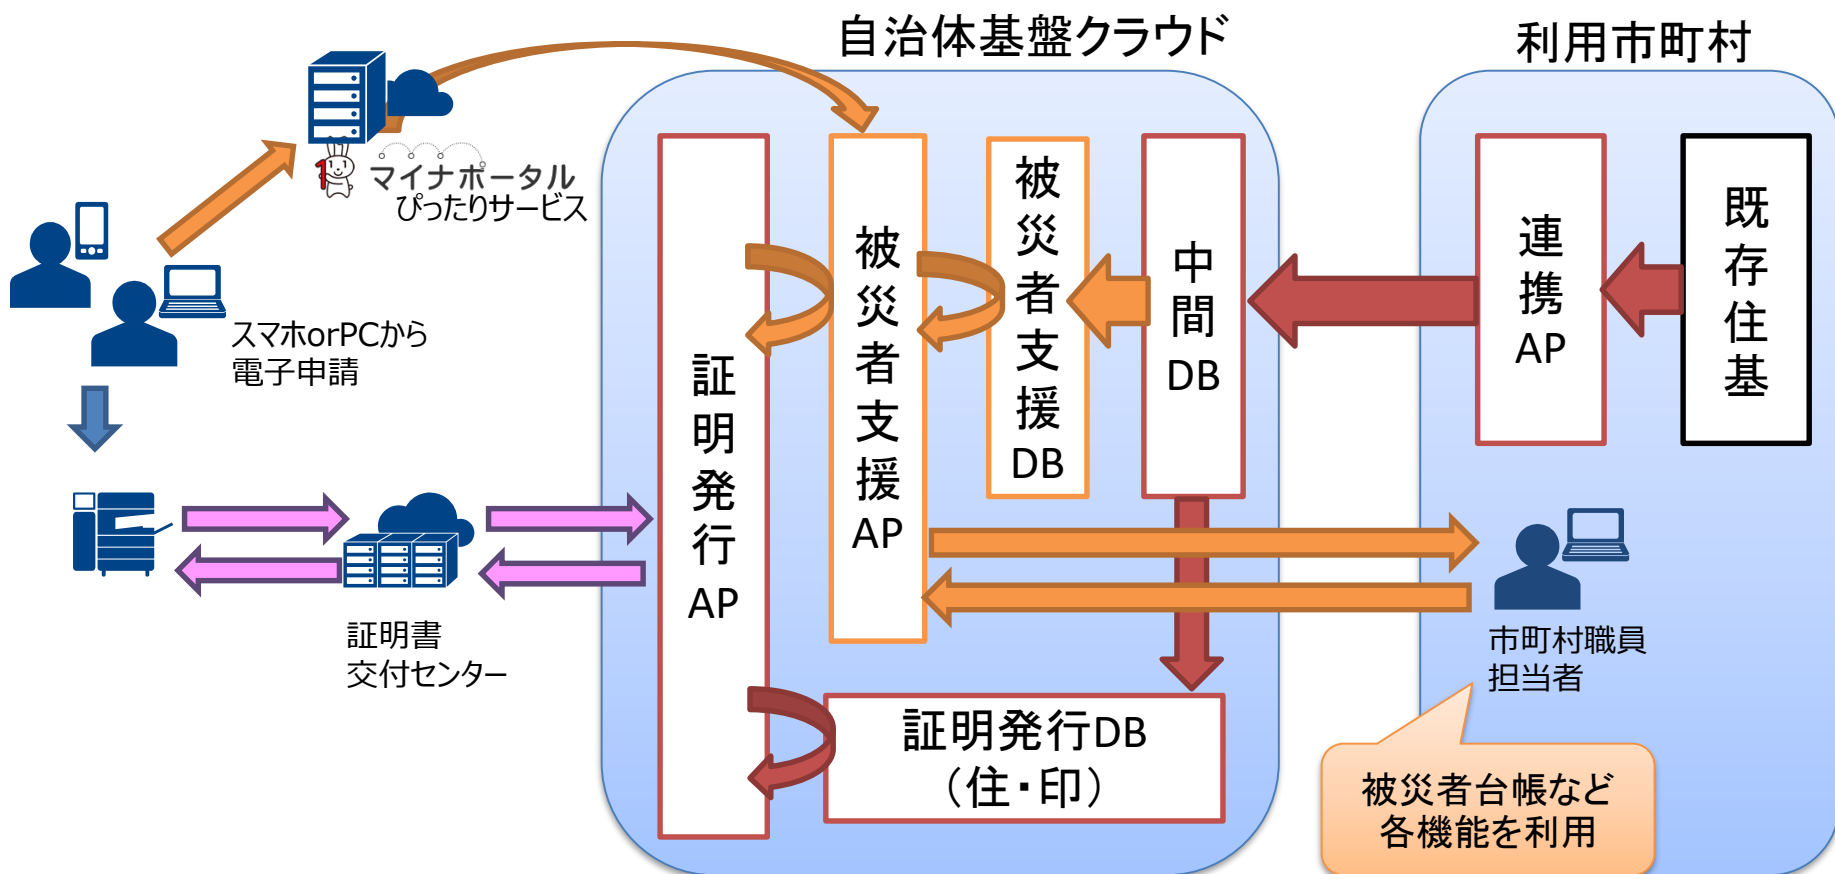 自治体基盤クラウド
利用市町村
マイナポータル
ぴったりサービス
スマホorPCから
電子申請
証明書
交付センター
証明発行AP
被災者支援AP
被災者支援DB
中間DB
連携AP
既存住基
証明発行DB
（住・印）
市町村職員
担当者
被災者台帳など
各機能を利用